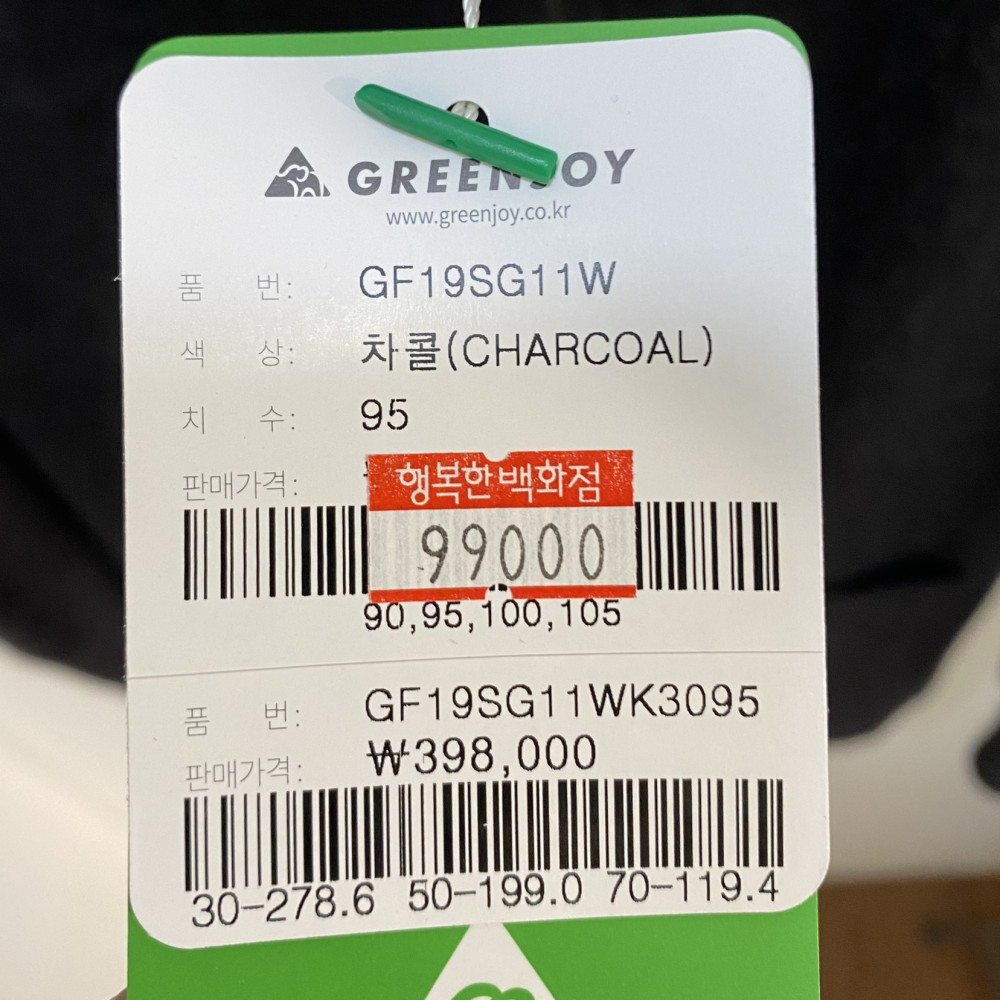 GREENJOY
www.greenjoy.co.kr
품 번: GF19SG11W
색 상: 차콜(CHARCOAL)
치 수: 95
판매가격:
행복한백화점
99000
90,95,100,105
품 번: GF19SG11WK3095
판매가격: ₩398,000
30-278.6 50-199.0 70-119.4